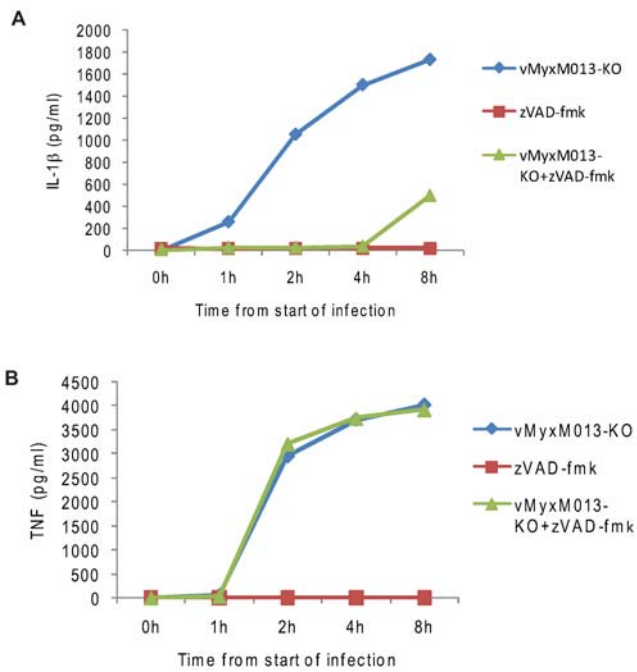 A
IL-1β (pg/ml)
2000
1800
1600
1400
1200
1000
800
600
400
200
0
0h 1h 2h 4h 8h
Time from start of infection
vMyxM013-KO
zVAD-fmk
vMyxM013-
KO+zVAD-fmk
B
TNF (pg/ml)
4500
4000
3500
3000
2500
2000
1500
1000
500
0
0h 1h 2h 4h 8h
Time from start of infection
vMyxM013-KO
zVAD-fmk
vMyxM013-
KO+zVAD-fmk